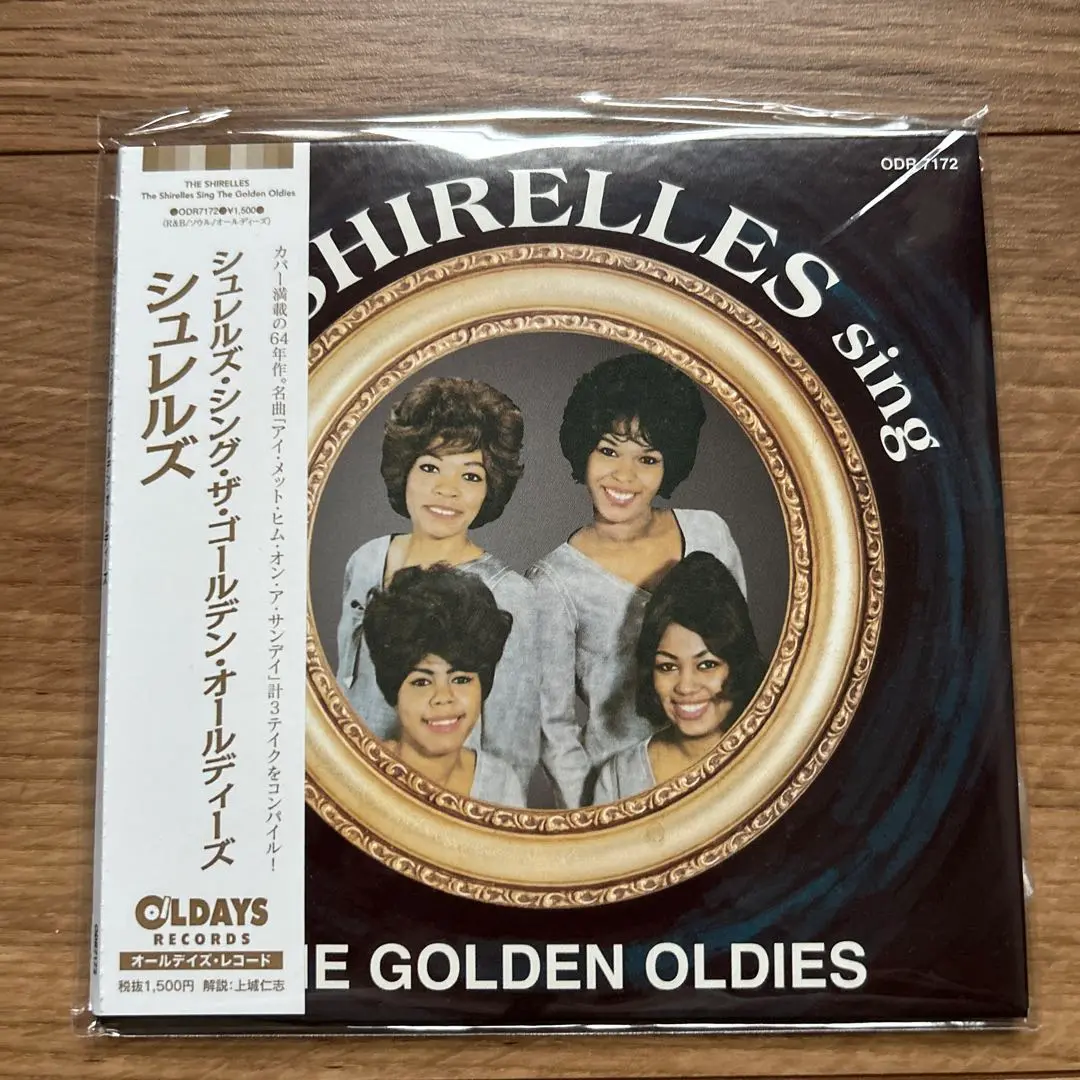 THE SHIRELLES
The Shirelles Sing The Golden Oldies
●ODR7172●¥1,500●
(R&B/ソウル/オールディーズ)
カバー満載の64年作。名曲「アイ・メット・ヒム・オン・ア・サンデイ」計3テイクをコンパイル!
シュレルズ・シング・ザ・ゴールデン・オールディーズ
シュレルズ
OLDAYS
RECORDS
オールデイズ・レコード
税抜1,500円 解説:上城仁志
ODR 7172
SHIRELLES sing
HE GOLDEN OLDIES
ODR7172